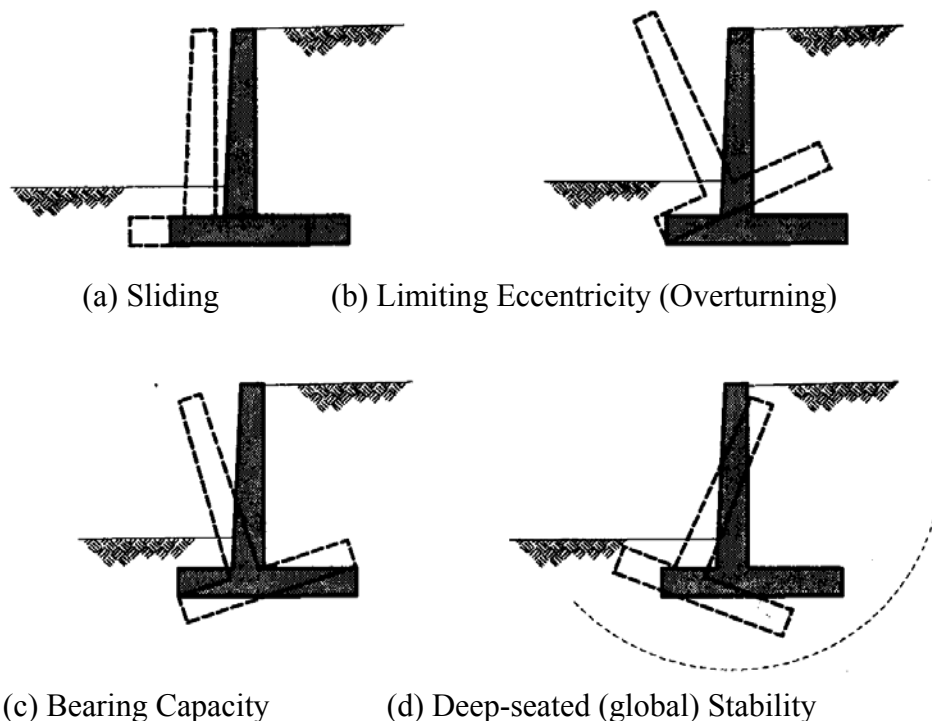 (a) Sliding
(b) Limiting Eccentricity (Overturning)
(c) Bearing Capacity
(d) Deep-seated (global) Stability